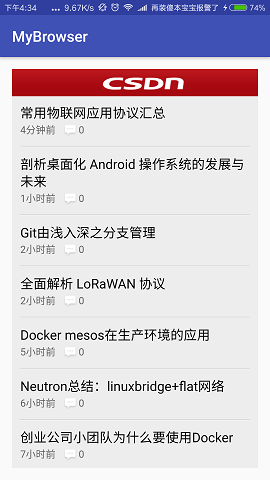 下午4:34 ... 9.67K/s 再装傻本宝宝报警了 74%
MyBrowser
CSDN
常用物联网应用协议汇总
4分钟前 0
剖析桌面化 Android 操作系统的发展与
未来
1小时前 0
Git由浅入深之分支管理
2小时前 0
全面解析 LoRaWAN 协议
2小时前 0
Docker mesos在生产环境的应用
5小时前 0
Neutron总结：linuxbridge+flat网络
6小时前 0
创业公司小团队为什么要使用Docker
7小时前 0